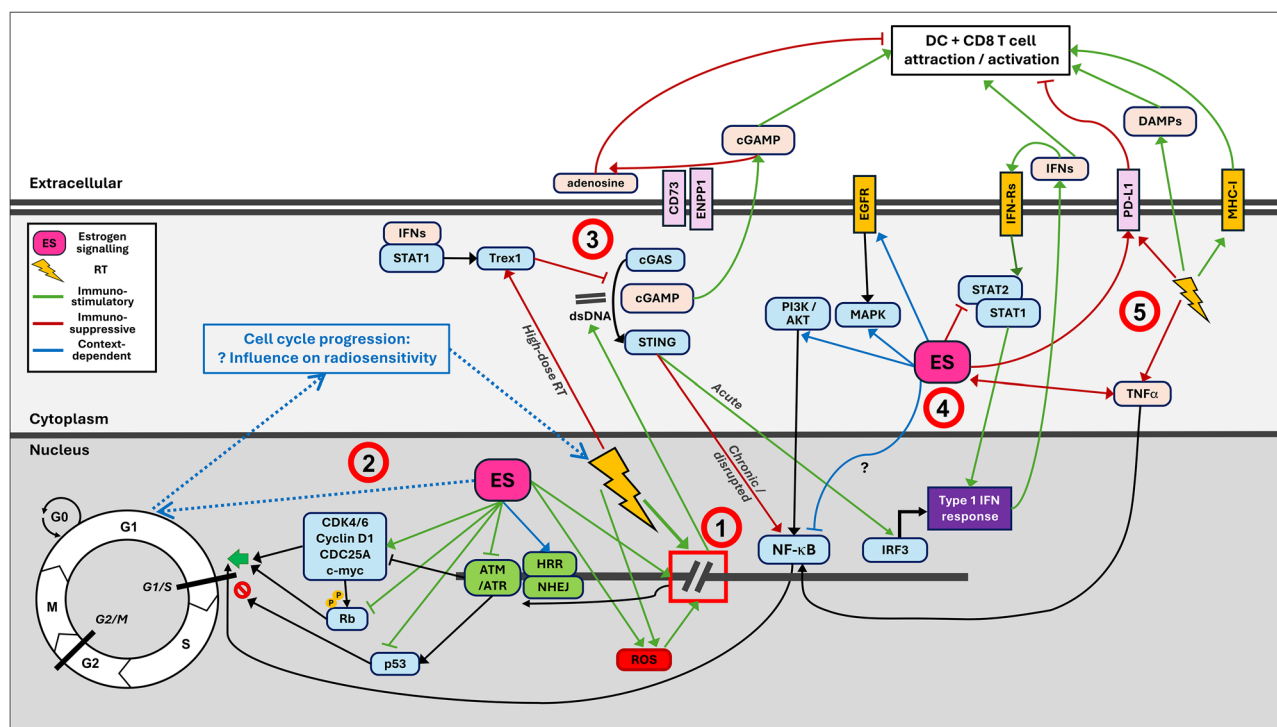 DC + CD8 T cell
attraction / activation
DAMPs
cGAMP
IFNs
adenosine
Extracellular
CD73
ENPP1
EGFR
IFN-Rs
PD-L1
MHC-I
ES
Estrogen
signalling
RT
Immuno-
stimulatory
Immuno-
suppressive
Context-
dependent
IFNs
STAT1
Trex1
3
cGAS
cGAMP
dsDNA
STING
PI3K /
AKT
MAPK
STAT2
STAT1
5
ES
4
TNFα
High-dose RT
Acute
Chronic /
disrupted
Cell cycle progression:
? Influence on radiosensitivity
Cytoplasm
Nucleus
2
ES
1
?
Type 1 IFN
response
IRF3
NF-κB
G0
G1
G1/S
S
G2
G2/M
M
CDK4/6
Cyclin D1
CDC25A
c-myc
P
P
Rb
p53
ATM
/ATR
HRR
NHEJ
ROS